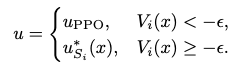 u = { u_PPO, V_i(x) < −ϵ,
u*_{S_i}(x), V_i(x) ≥ −ϵ.